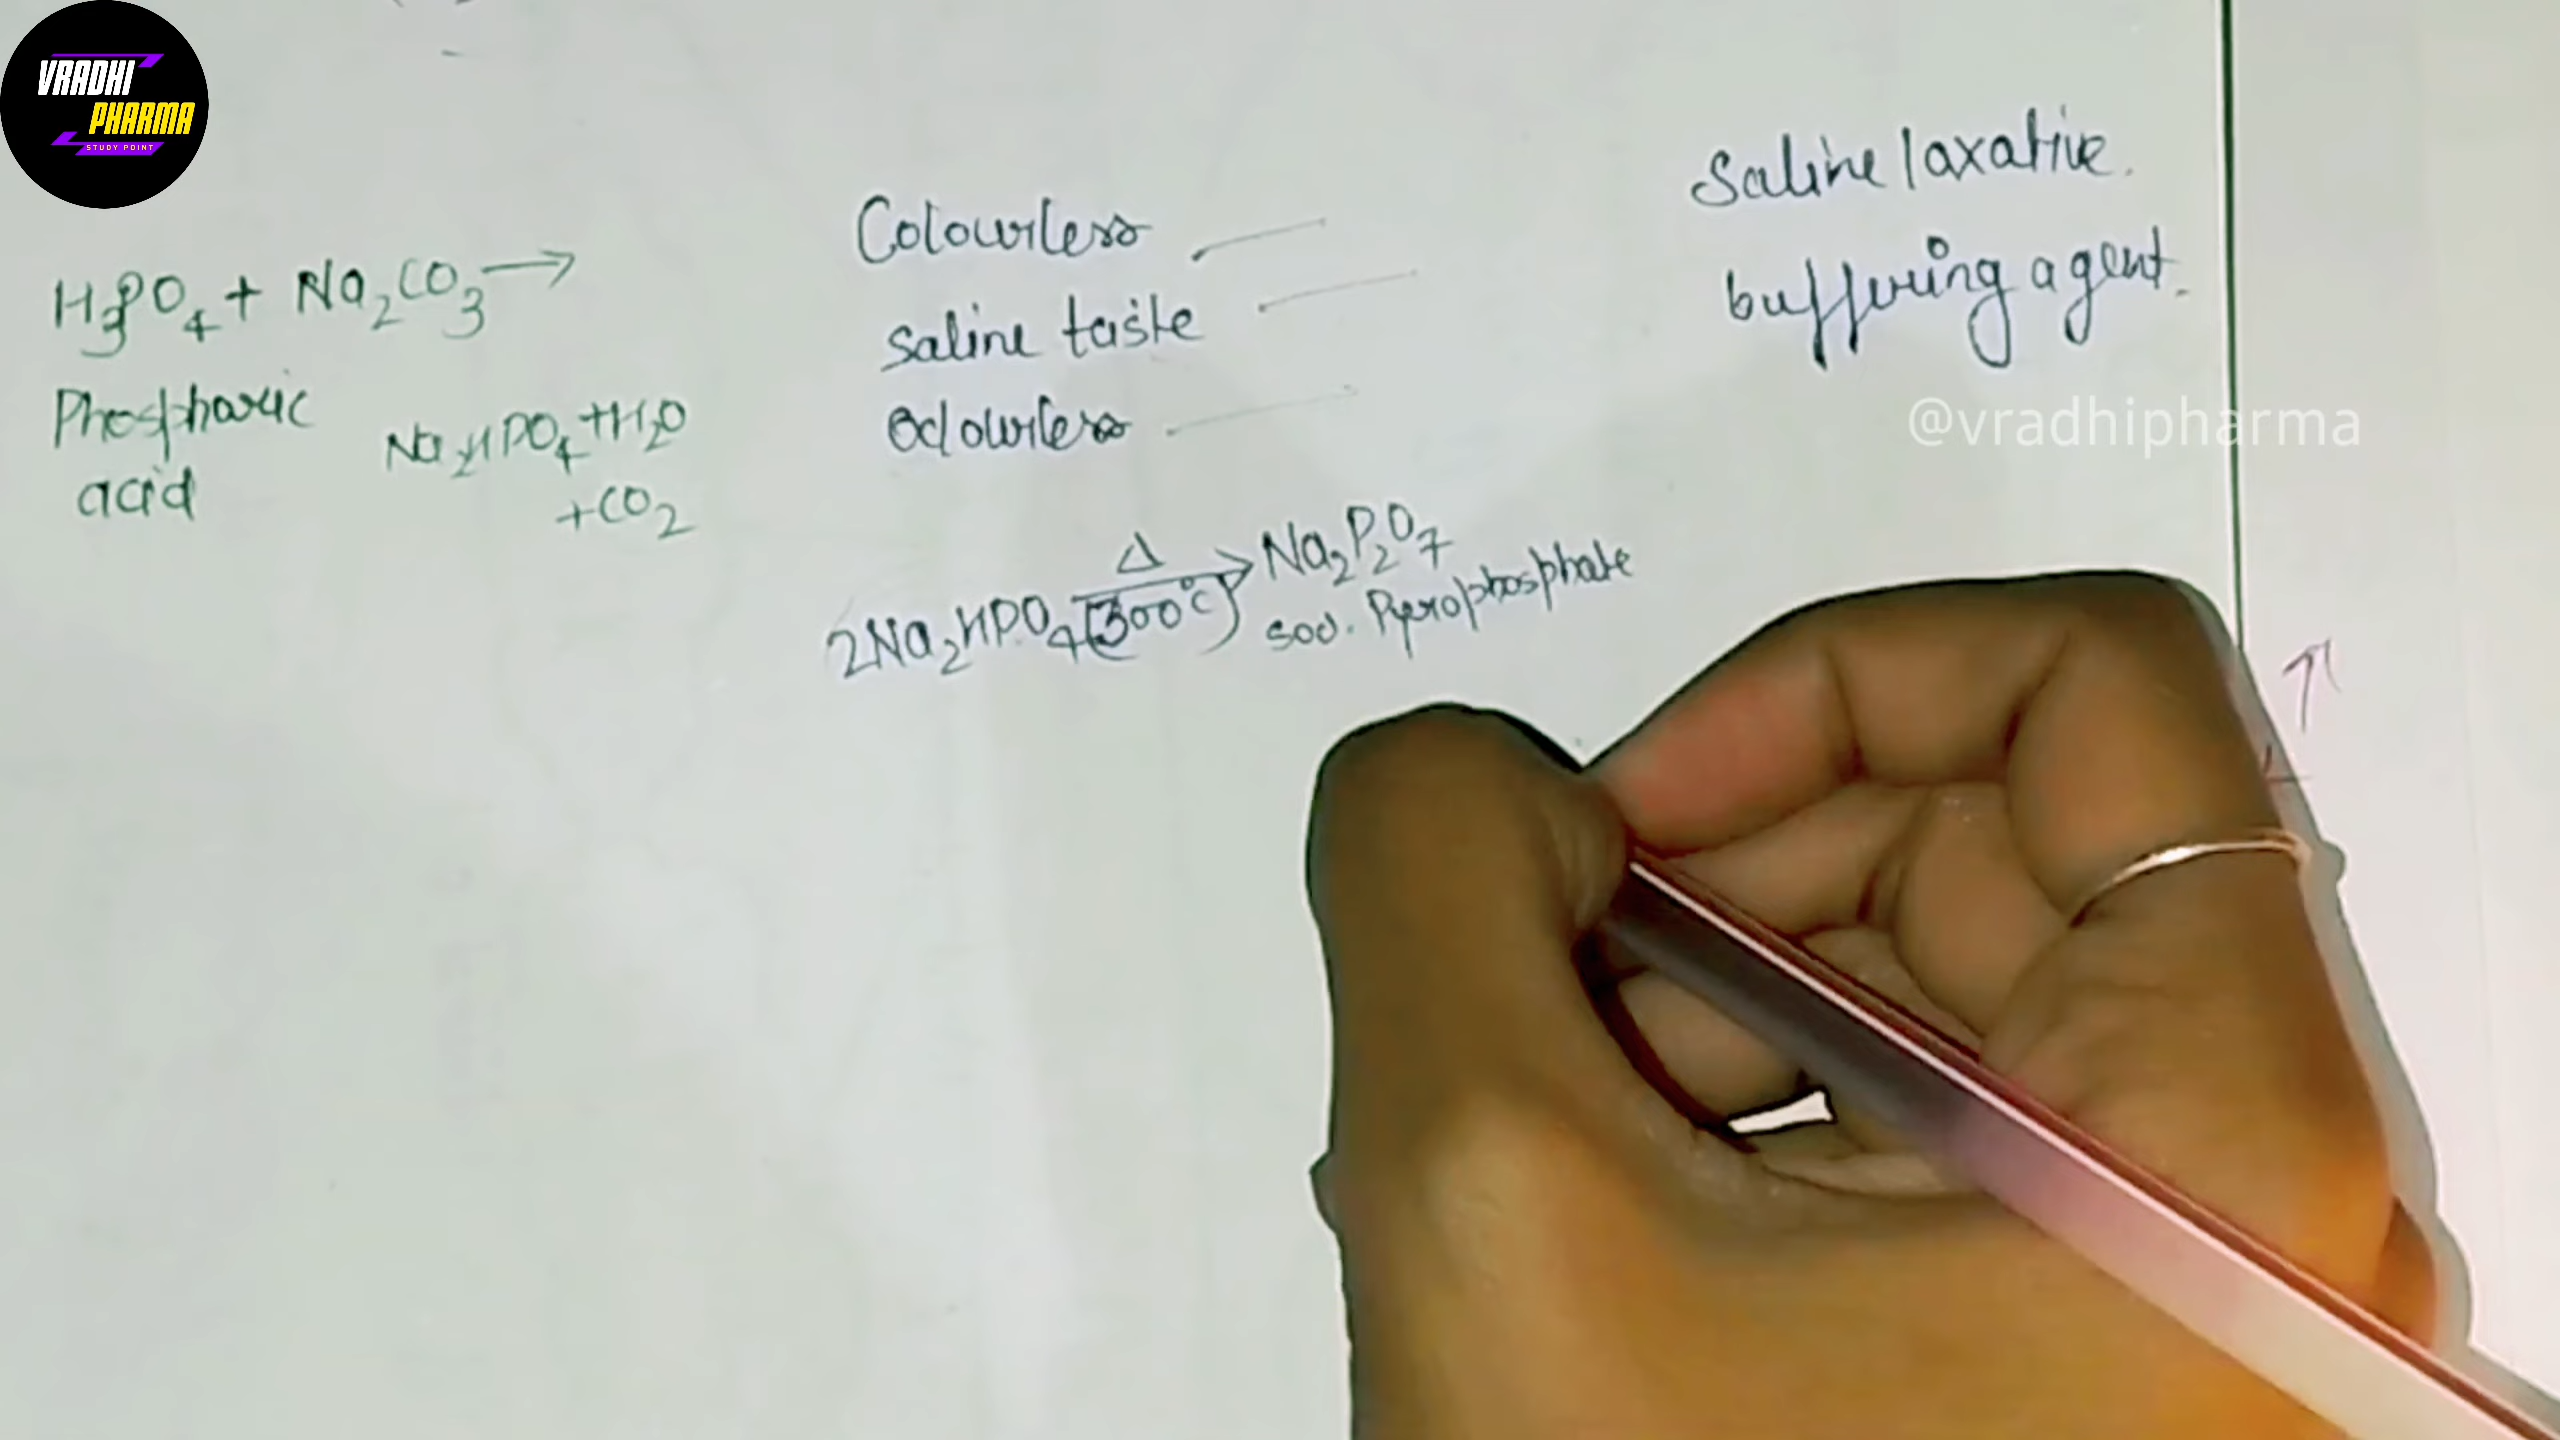 VRADHI
PHARMA
STUDY POINT
H3PO4 + Na2CO3 →
Phosphoric
acid
Na2HPO4 + H2O
+CO2
Colourless
saline taste
Odourless
2Na2HPO4 Δ (300°C) → Na2P2O7
sod. Pyrophosphate
Saline laxative.
buffering agent.
@vradhipharma